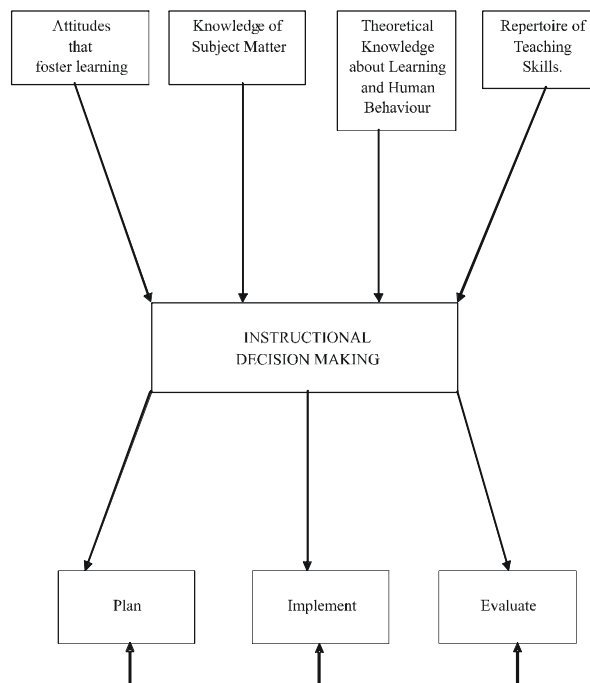 Attitudes
that
foster learning
Knowledge of
Subject Matter
Theoretical
Knowledge
about Learning
and Human
Behaviour
Repertoire of
Teaching
Skills.
INSTRUCTIONAL
DECISION MAKING
Plan
Implement
Evaluate